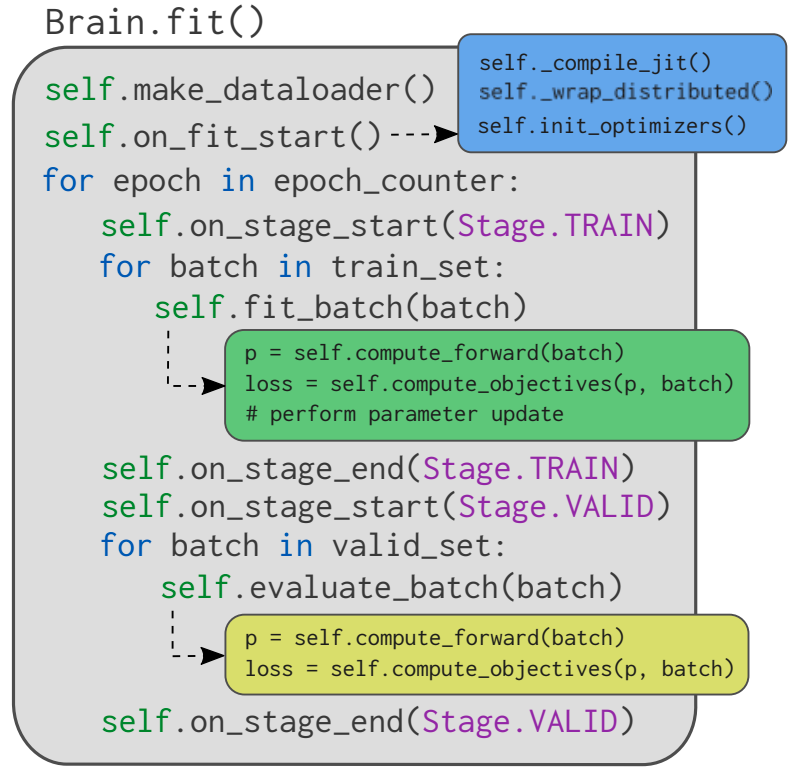 Brain.fit()
self.make_dataloader()
self.on_fit_start()
self._compile_jit()
self._wrap_distributed()
self.init_optimizers()
for epoch in epoch_counter:
self.on_stage_start(Stage.TRAIN)
for batch in train_set:
self.fit_batch(batch)
p = self.compute_forward(batch)
loss = self.compute_objectives(p, batch)
# perform parameter update
self.on_stage_end(Stage.TRAIN)
self.on_stage_start(Stage.VALID)
for batch in valid_set:
self.evaluate_batch(batch)
p = self.compute_forward(batch)
loss = self.compute_objectives(p, batch)
self.on_stage_end(Stage.VALID)